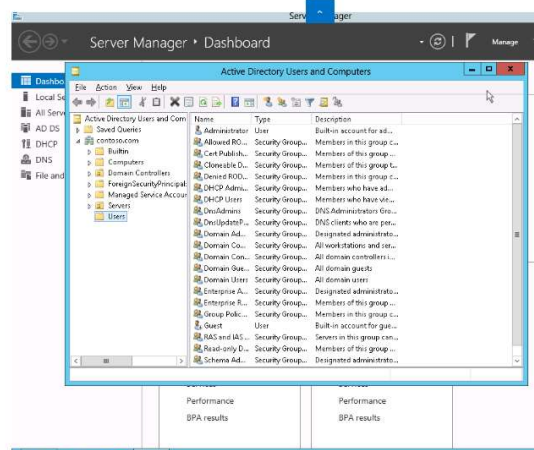 Server Manager
Server Manager • Dashboard
Manage
Dashbo
Local Se
All Serve
AD DS
DHCP
DNS
File and
Active Directory Users and Computers
File Action View Help
Active Directory Users and Com
Saved Queries
contoso.com
Builtin
Computers
Domain Controllers
ForeignSecurityPrincipals
Managed Service Accour
Servers
Users
Name Type Description
Administrator User Built-in account for ad...
Allowed RO... Security Group... Members in this group c...
Cert Publish... Security Group... Members of this group ...
Cloneable D... Security Group... Members of this group t...
Denied ROD... Security Group... Members in this group c...
DHCP Admi... Security Group... Members who have ad...
DHCP Users Security Group... Members who have vie...
DnsAdmins Security Group... DNS Administrators Gro...
DnsUpdateP... Security Group... DNS clients who are per...
Domain Ad... Security Group... Designated administrato...
Domain Co... Security Group... All workstations and ser...
Domain Con... Security Group... All domain controllers i...
Domain Gue... Security Group... All domain guests
Domain Users Security Group... All domain users
Enterprise A... Security Group... Designated administrato...
Enterprise R... Security Group... Members of this group ...
Group Polic... Security Group... Members in this group c...
Guest User Built-in account for gue...
RAS and IAS ... Security Group... Servers in this group can...
Read-only D... Security Group... Members of this group ...
Schema Ad... Security Group... Designated administrato...
Performance Performance
BPA results BPA results